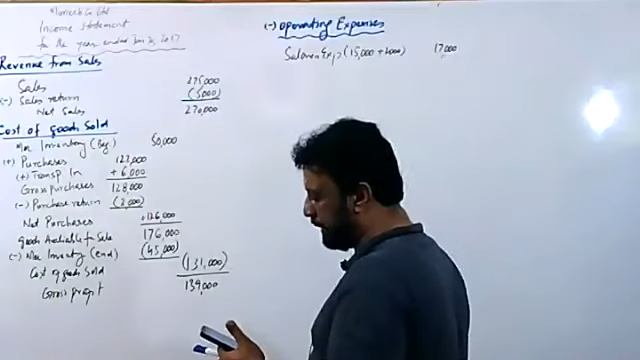 Income statement
for the year ended Jun 30, 2017
Revenue from Sales
Sales 275,000
(-) Sales return (5000)
Net Sales 270,000
Cost of goods Sold
Mer Inventory (Beg) 50,000
(+) Purchases 122,000
(+) Transp In + 6,000
Gross purchases 128,000
(-) Purchase return (2,000)
Net Purchases +126,000
goods Available for Sale 176,000
(-) Mer Inventory (end) (45,000)
Cost of goods Sold (131,000)
Gross profit 139,000
(-) Operating Expenses
Salaries Exp (15,000 + 2000) 17,000